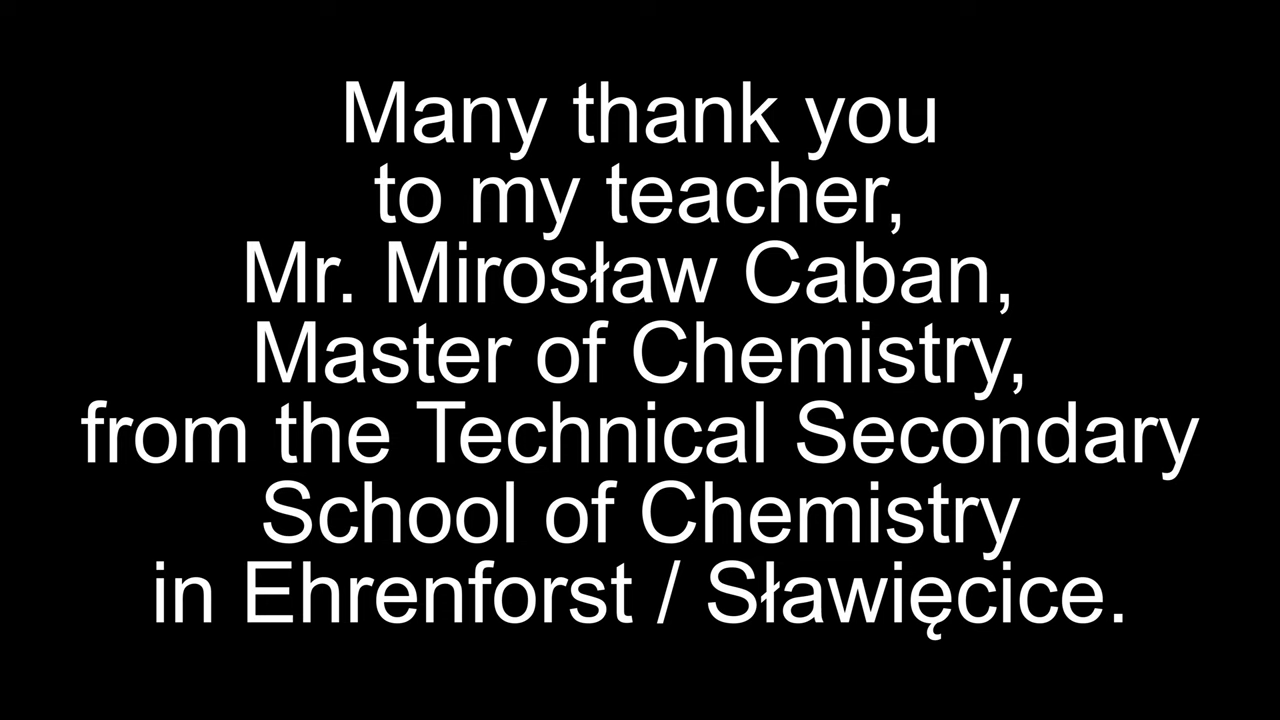 Many thank you
to my teacher,
Mr. Mirosław Caban,
Master of Chemistry,
from the Technical Secondary
School of Chemistry
in Ehrenforst / Sławięcice.